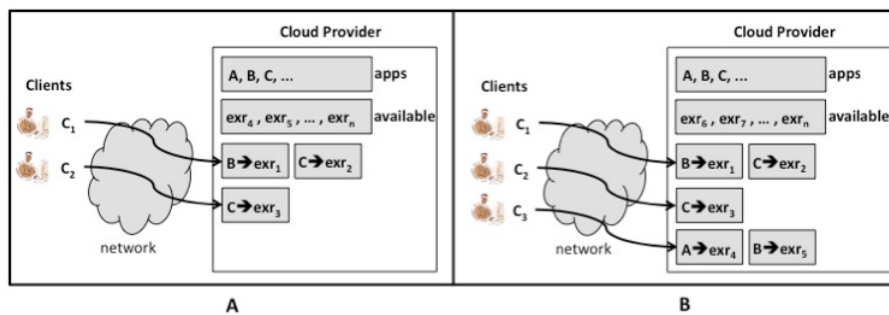 Cloud Provider
Clients
A, B, C, ... apps
exr4 , exr5 , ... , exrn available
C1
B➔exr1 C➔exr2
C2
C➔exr3
network
A
Cloud Provider
Clients
A, B, C, ... apps
exr6 , exr7 , ... , exrn available
C1
B➔exr1 C➔exr2
C2
C➔exr3
C3
A➔exr4 B➔exr5
network
B